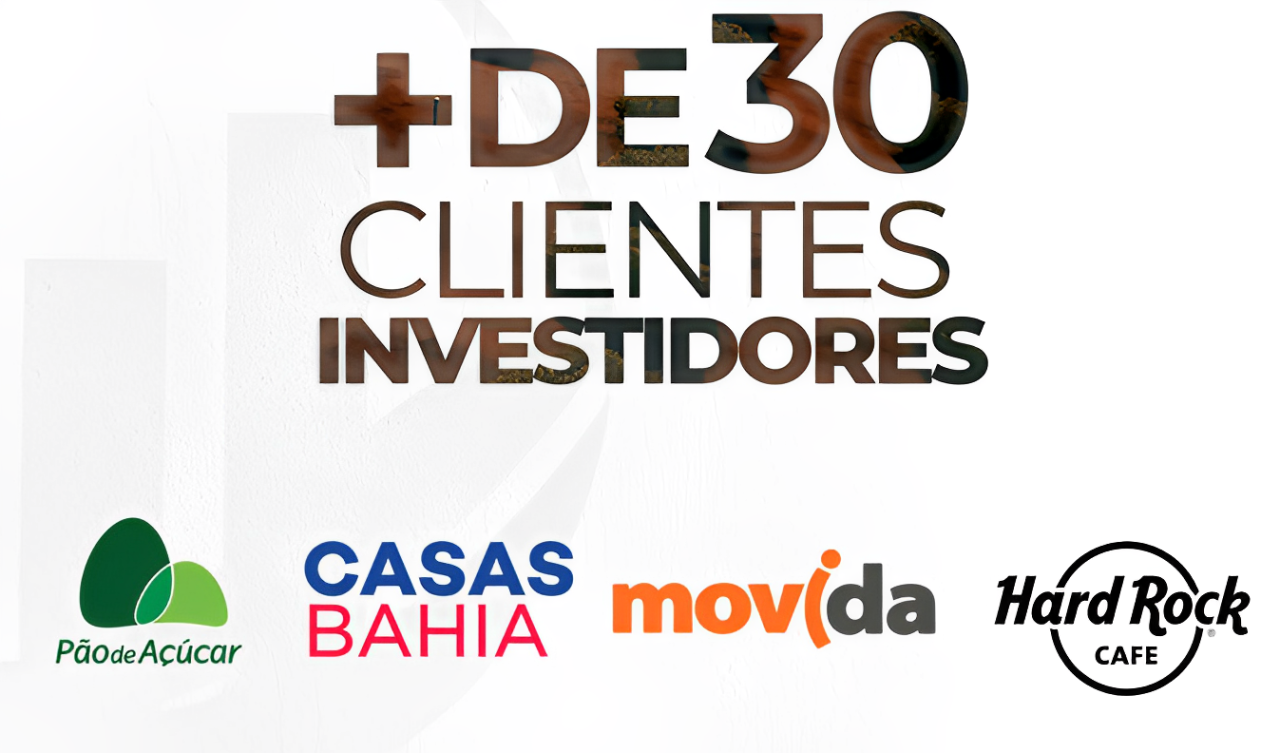 + DE 30
CLIENTES
INVESTIDORES
Pão de Açúcar
CASAS
BAHIA
movida
Hard Rock
®
CAFE